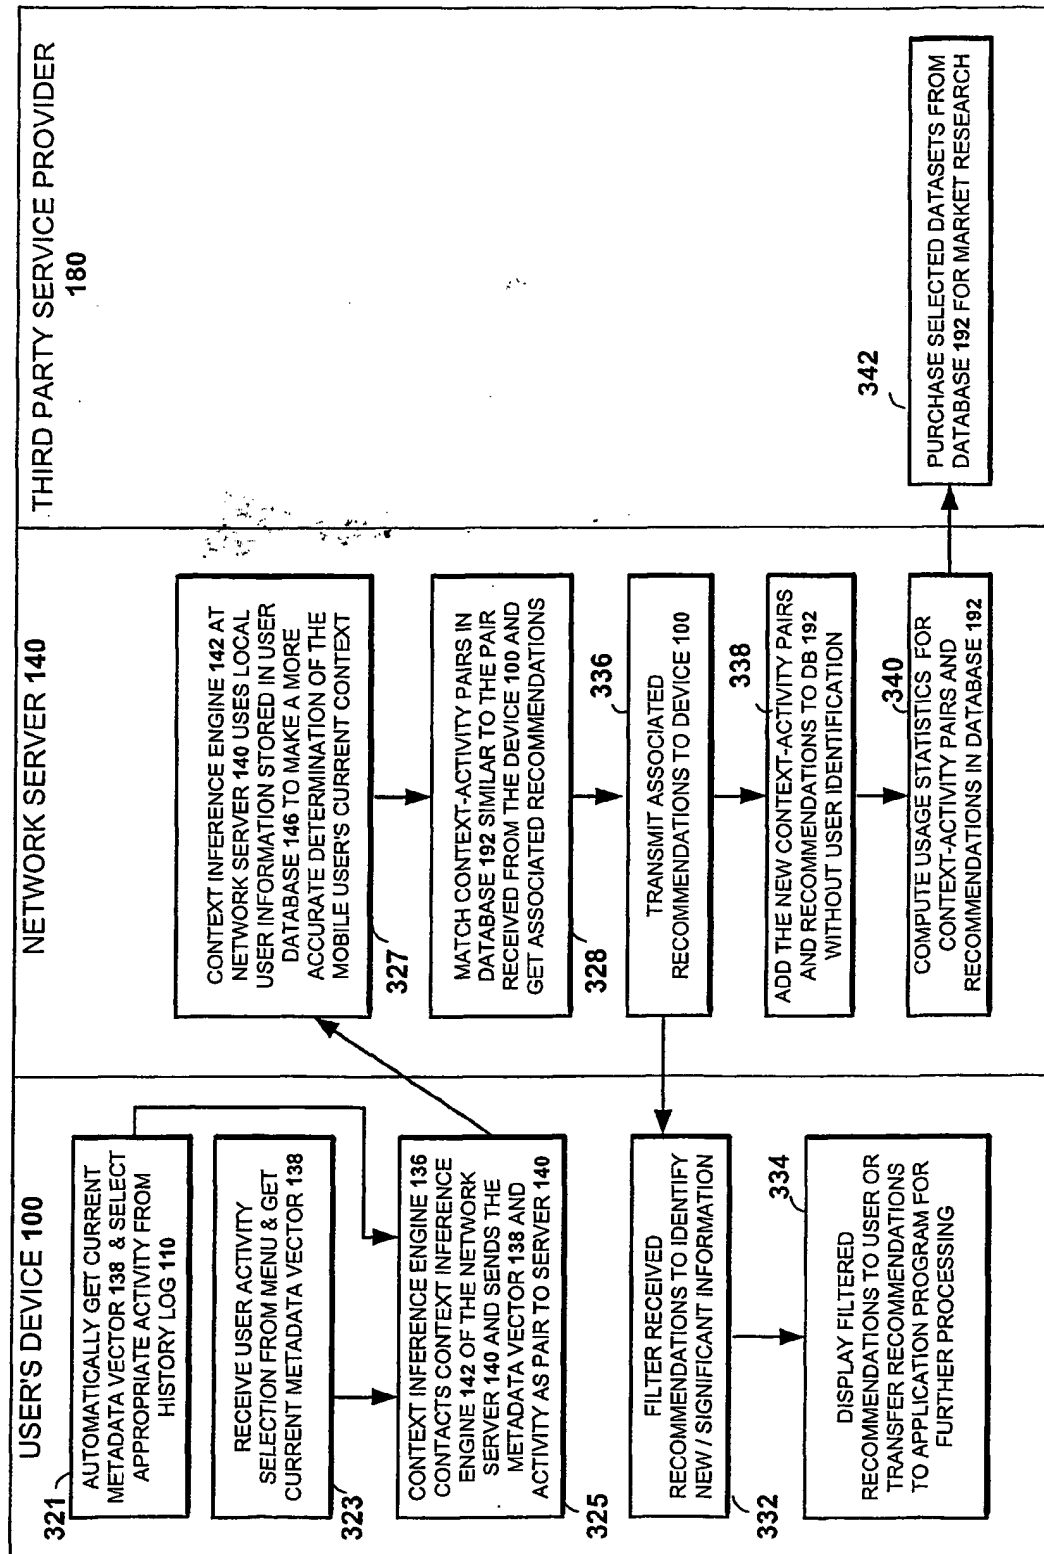 USER'S DEVICE 100
321
AUTOMATICALLY GET CURRENT
METADATA VECTOR 138 & SELECT
APPROPRIATE ACTIVITY FROM
HISTORY LOG 110
323
RECEIVE USER ACTIVITY
SELECTION FROM MENU & GET
CURRENT METADATA VECTOR 138
CONTEXT INFERENCE ENGINE 136
CONTACTS CONTEXT INFERENCE
ENGINE 142 OF THE NETWORK
SERVER 140 AND SENDS THE
METADATA VECTOR 138 AND
ACTIVITY AS PAIR TO SERVER 140
325
FILTER RECEIVED
RECOMMENDATIONS TO IDENTIFY
NEW / SIGNIFICANT INFORMATION
332
334
DISPLAY FILTERED
RECOMMENDATIONS TO USER OR
TRANSFER RECOMMENDATIONS
TO APPLICATION PROGRAM FOR
FURTHER PROCESSING
NETWORK SERVER 140
CONTEXT INFERENCE ENGINE 142 AT
NETWORK SERVER 140 USES LOCAL
USER INFORMATION STORED IN USER
DATABASE 146 TO MAKE A MORE
ACCURATE DETERMINATION OF THE
MOBILE USER'S CURRENT CONTEXT
327
MATCH CONTEXT-ACTIVITY PAIRS IN
DATABASE 192 SIMILAR TO THE PAIR
RECEIVED FROM THE DEVICE 100 AND
GET ASSOCIATED RECOMMENDATIONS
328
336
TRANSMIT ASSOCIATED
RECOMMENDATIONS TO DEVICE 100
338
ADD THE NEW CONTEXT-ACTIVITY PAIRS
AND RECOMMENDATIONS TO DB 192
WITHOUT USER IDENTIFICATION
340
COMPUTE USAGE STATISTICS FOR
CONTEXT-ACTIVITY PAIRS AND
RECOMMENDATIONS IN DATABASE 192
THIRD PARTY SERVICE PROVIDER
180
342
PURCHASE SELECTED DATASETS FROM
DATABASE 192 FOR MARKET RESEARCH